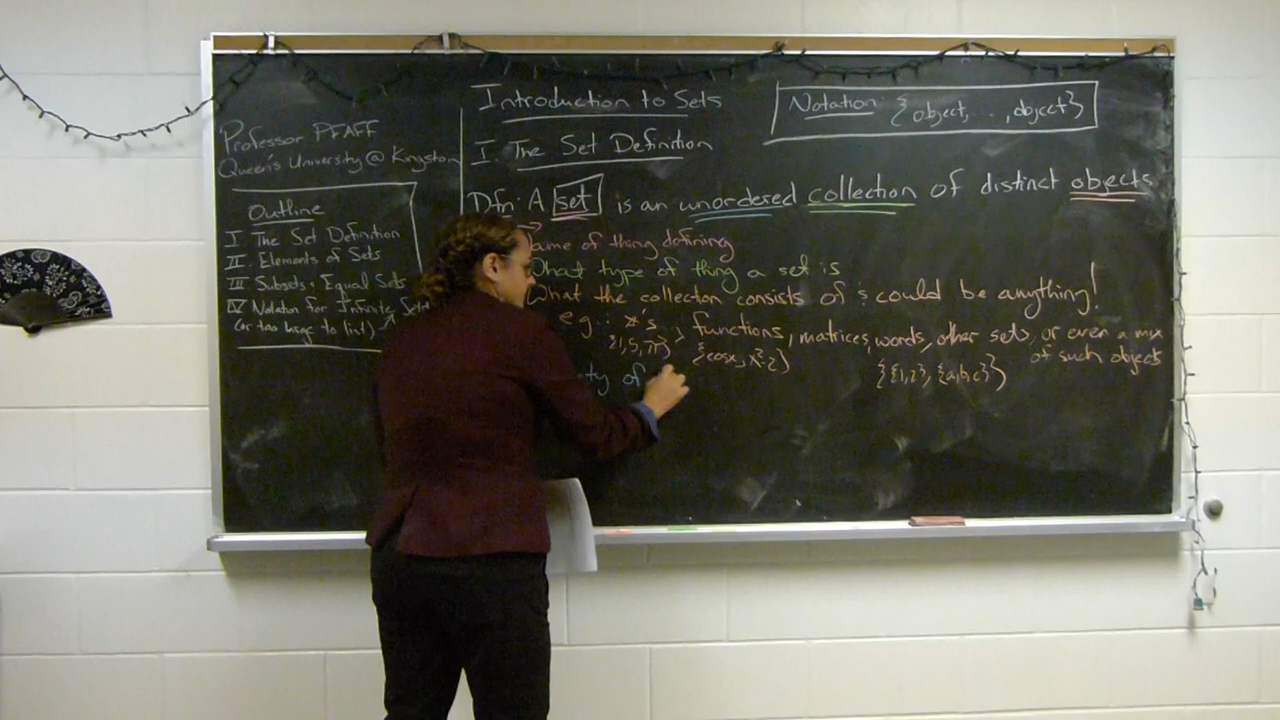 Professor PFAFF
Queen's University @ Kingston
Outline
I The Set Definition
II. Elements of Sets
III Subsets & Equal Sets
IV Notation for Infinite Sets
(or too large to list)
Introduction to Sets
Notation: {object, ..., object}
I. The Set Definition
Dfn: A set is an unordered collection of distinct objects
ame of thing defining
What type of thing a set is
What the collection consists of & could be anything!
e.g.: #'s, functions, matrices, words, other sets, or even a mix
of such objects
{1, 5, π} {cosx, x²-2} {{1,2}, {a,b,c}}
ty of